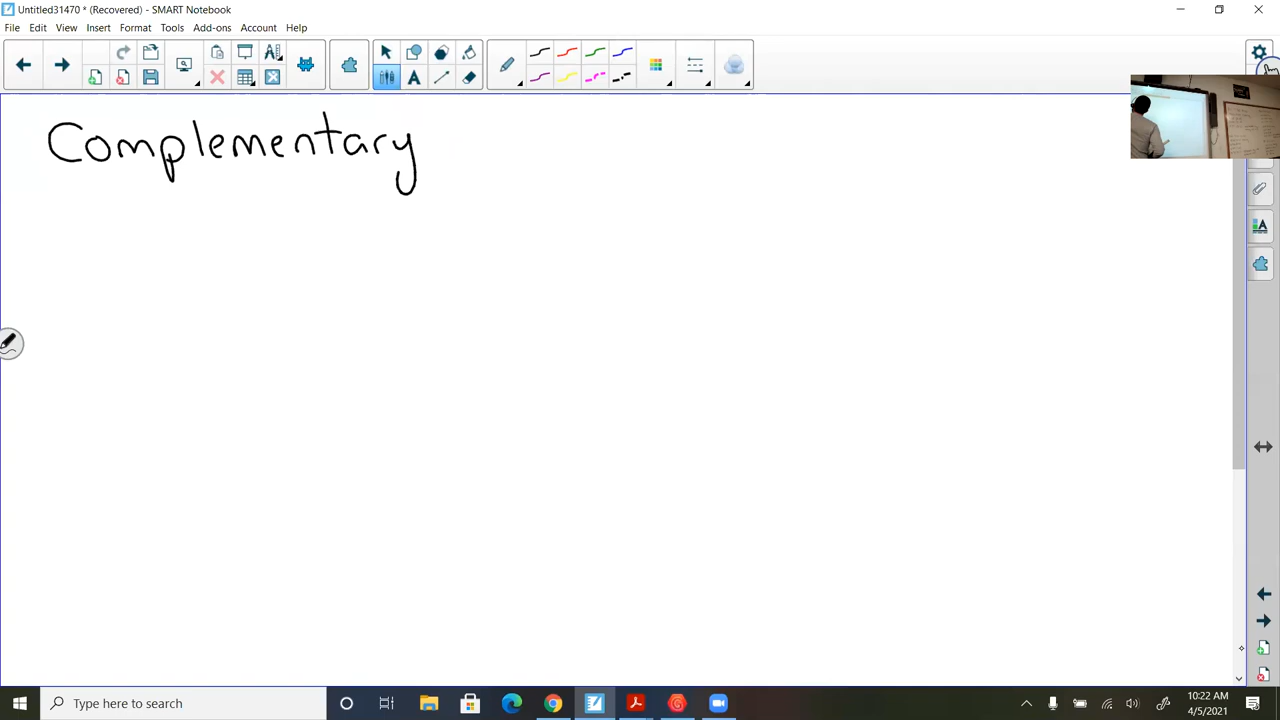 Untitled31470 * (Recovered) - SMART Notebook
File Edit View Insert Format Tools Add-ons Account Help
Complementary
Type here to search
10:22 AM
4/5/2021